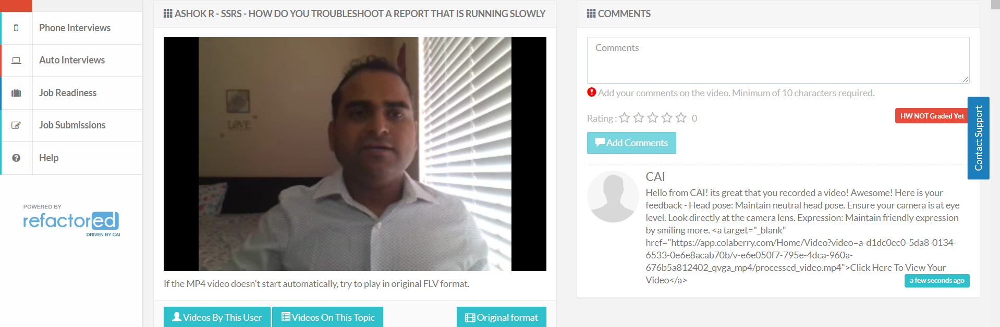 Phone Interviews
Auto Interviews
Job Readiness
Job Submissions
Help
POWERED BY
refactored
DRIVEN BY CAI
ASHOK R - SSRS - HOW DO YOU TROUBLESHOOT A REPORT THAT IS RUNNING SLOWLY
LOVE
If the MP4 video doesn't start automatically, try to play in original FLV format.
Videos By This User
Videos On This Topic
Original format
COMMENTS
Comments
Add your comments on the video. Minimum of 10 characters required.
Rating : 0
HW NOT Graded Yet
Add Comments
Contact Support
CAI
Hello from CAI! its great that you recorded a video! Awesome! Here is your
feedback - Head pose: Maintain neutral head pose. Ensure your camera is at eye
level. Look directly at the camera lens. Expression: Maintain friendly expression
by smiling more. <a target="_blank"
href="https://app.colaberry.com/Home/Video?video=a-d1dc0ec0-5da8-0134-
6533-0e6e8acab70b/v-e6e050f7-795e-4dca-960a-
676b5a812402_qvga_mp4/processed_video.mp4">Click Here To View Your
Video</a>
a few seconds ago